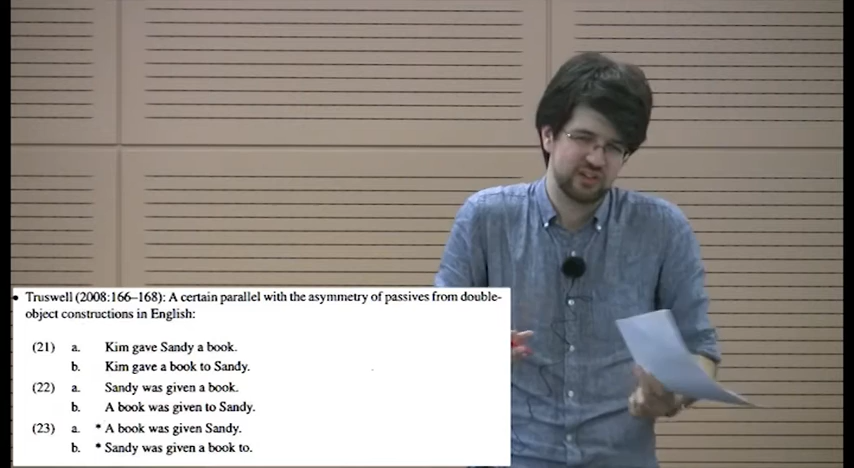 • Truswell (2008:166–168): A certain parallel with the asymmetry of passives from double-
object constructions in English:
(21) a. Kim gave Sandy a book.
b. Kim gave a book to Sandy.
(22) a. Sandy was given a book.
b. A book was given to Sandy.
(23) a. * A book was given Sandy.
b. * Sandy was given a book to.